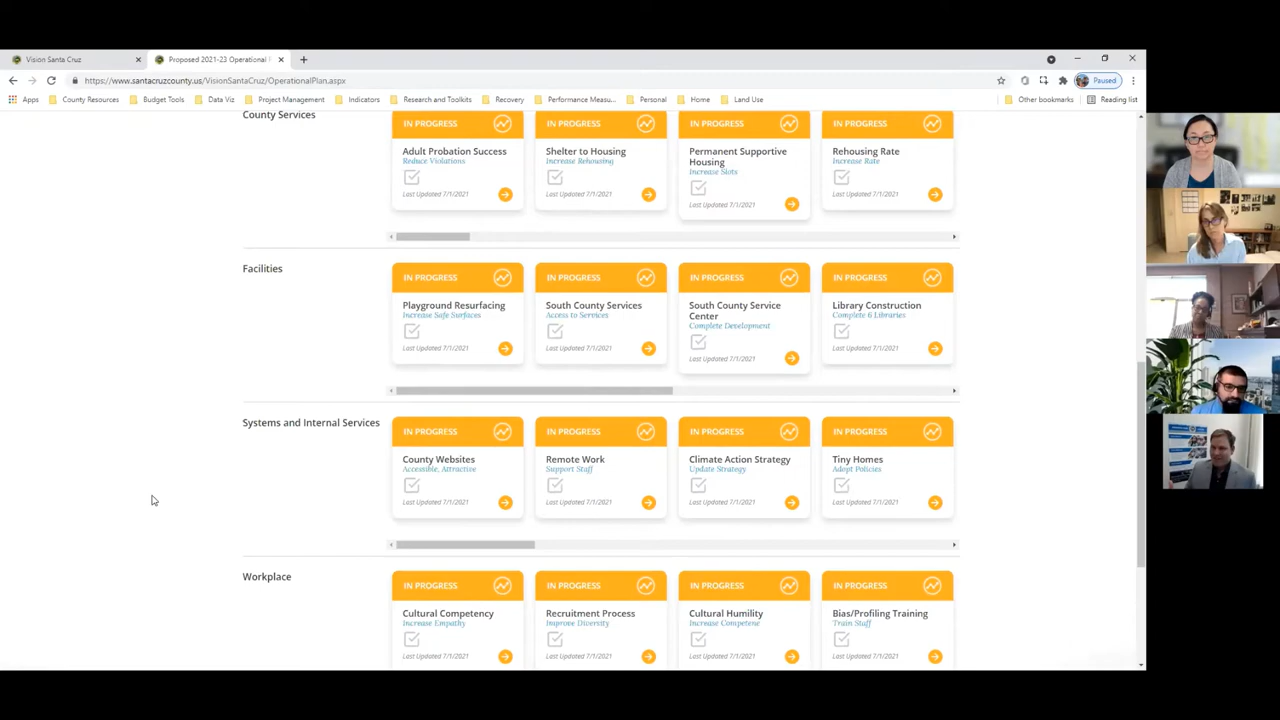 Vision Santa Cruz
Proposed 2021-23 Operational
https://www.santacruzcounty.us/VisionSantaCruz/OperationalPlan.aspx
Paused
Apps
County Resources
Budget Tools
Data Viz
Project Management
Indicators
Research and Toolkits
Recovery
Performance Measu...
Personal
Home
Land Use
Other bookmarks
Reading list
County Services
IN PROGRESS
Adult Probation Success
Reduce Violations
Last Updated 7/1/2021
IN PROGRESS
Shelter to Housing
Increase Rehousing
Last Updated 7/1/2021
IN PROGRESS
Permanent Supportive
Housing
Increase Slots
Last Updated 7/1/2021
IN PROGRESS
Rehousing Rate
Increase Rate
Last Updated 7/1/2021
Facilities
IN PROGRESS
Playground Resurfacing
Increase Safe Surfaces
Last Updated 7/1/2021
IN PROGRESS
South County Services
Access to Services
Last Updated 7/1/2021
IN PROGRESS
South County Service
Center
Complete Development
Last Updated 7/1/2021
IN PROGRESS
Library Construction
Complete 6 Libraries
Last Updated 7/1/2021
Systems and Internal Services
IN PROGRESS
County Websites
Accessible, Attractive
Last Updated 7/1/2021
IN PROGRESS
Remote Work
Support Staff
Last Updated 7/1/2021
IN PROGRESS
Climate Action Strategy
Update Strategy
Last Updated 7/1/2021
IN PROGRESS
Tiny Homes
Adopt Policies
Last Updated 7/1/2021
Workplace
IN PROGRESS
Cultural Competency
Increase Empathy
Last Updated 7/1/2021
IN PROGRESS
Recruitment Process
Improve Diversity
Last Updated 7/1/2021
IN PROGRESS
Cultural Humility
Increase Competene
Last Updated 7/1/2021
IN PROGRESS
Bias/Profiling Training
Train Staff
Last Updated 7/1/2021